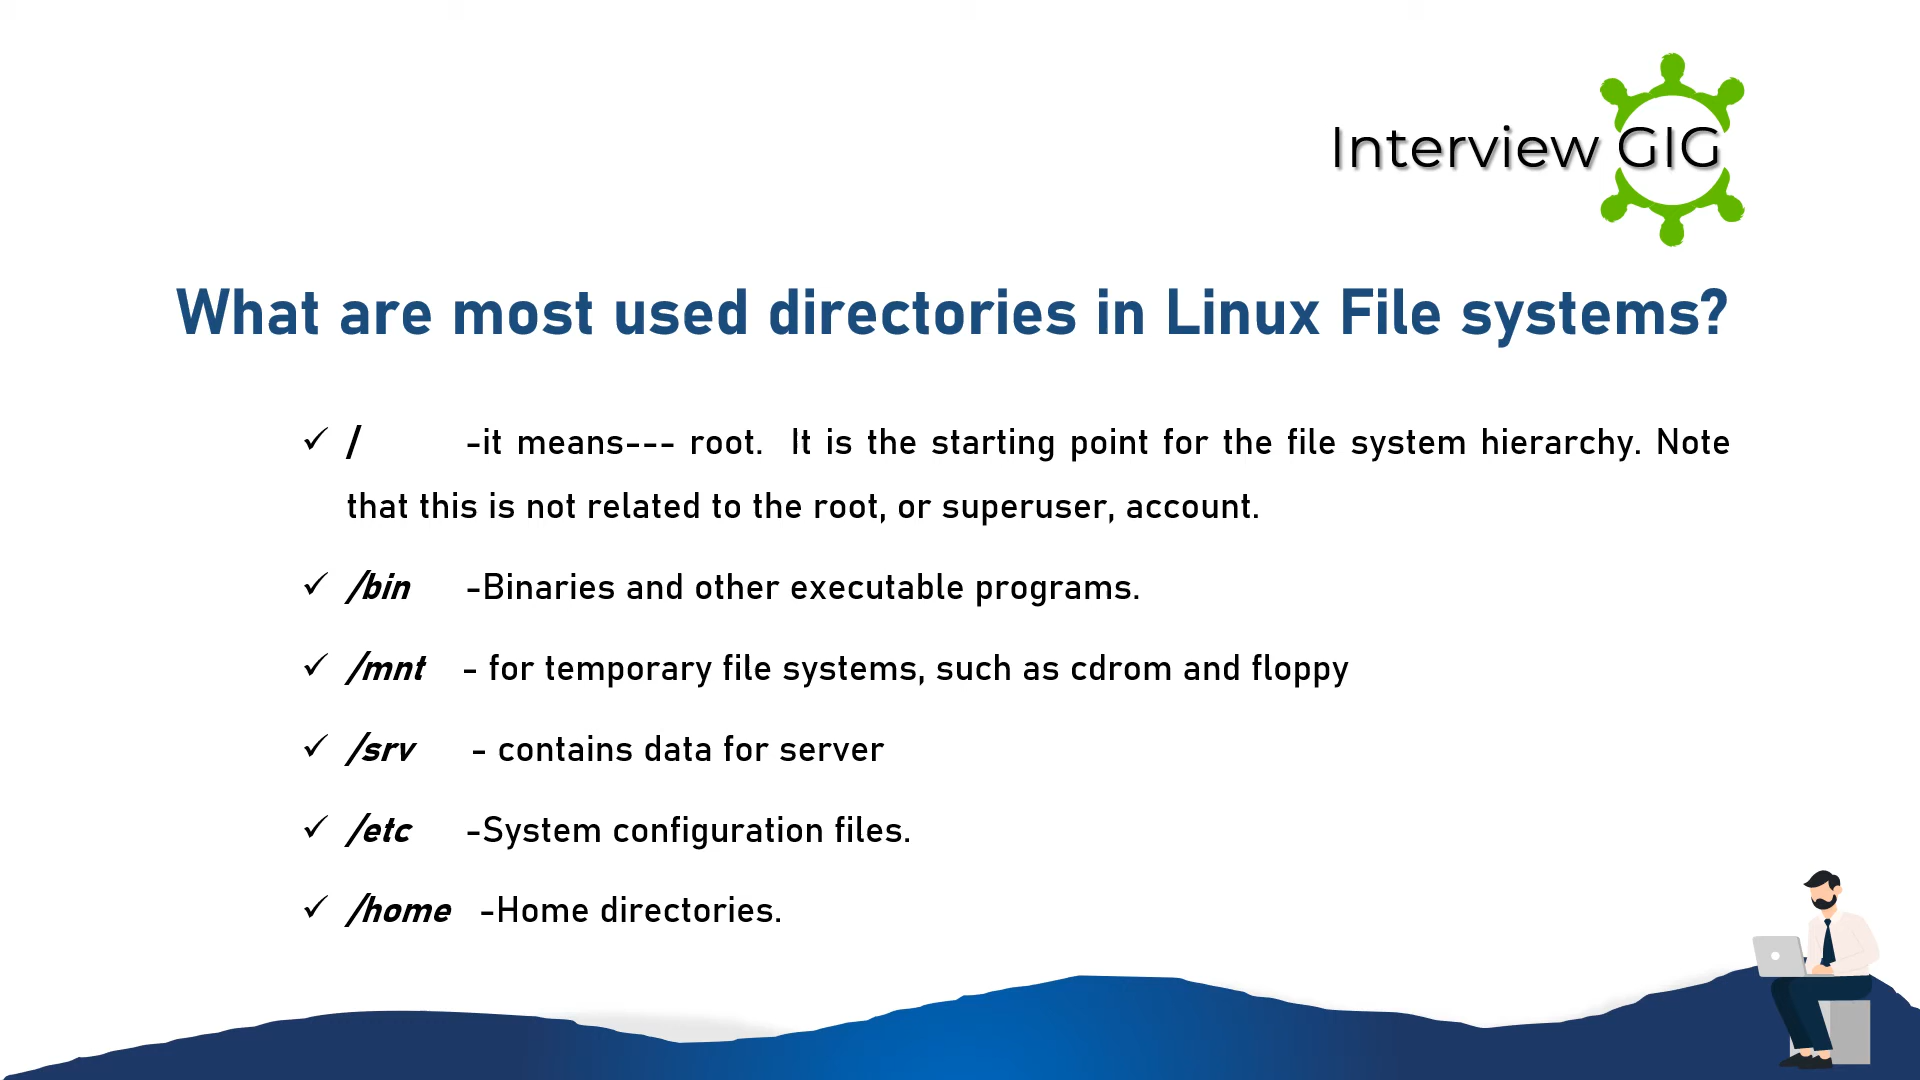 Interview GIG
What are most used directories in Linux File systems?
✓ / -it means--- root. It is the starting point for the file system hierarchy. Note
that this is not related to the root, or superuser, account.
✓ /bin -Binaries and other executable programs.
✓ /mnt - for temporary file systems, such as cdrom and floppy
✓ /srv - contains data for server
✓ /etc -System configuration files.
✓ /home -Home directories.